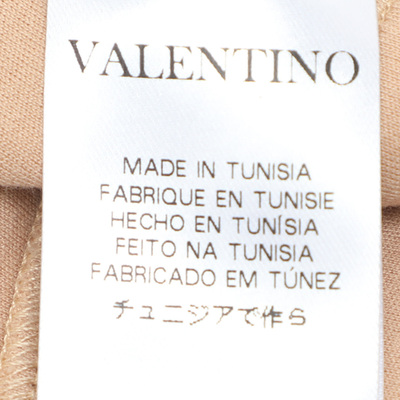 VALENTINO
MADE IN TUNISIA
FABRIQUE EN TUNISIE
HECHO EN TUNÍSIA
FEITO NA TUNISIA
FABRICADO EM TÚNEZ
チュニジアで作ら